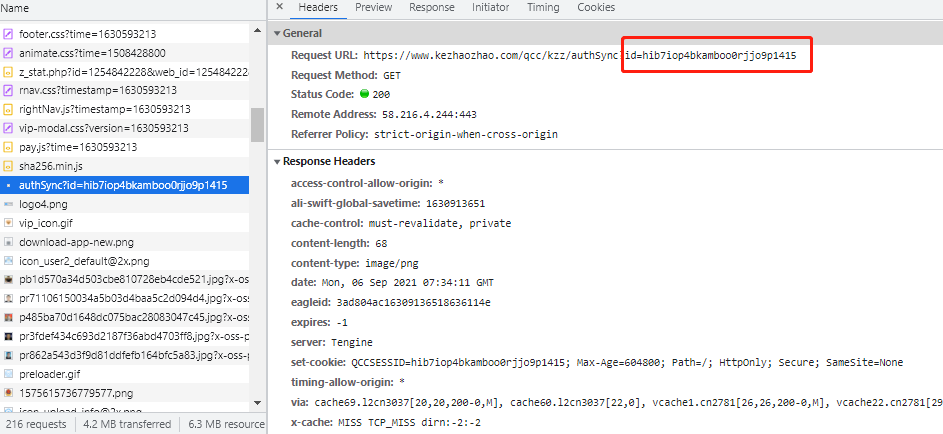 Name
footer.css?time=1630593213
animate.css?time=1508428800
z_stat.php?id=1254842228&web_id=1254842228
rnav.css?timestamp=1630593213
rightNav.js?timestamp=1630593213
vip-modal.css?version=1630593213
pay.js?time=1630593213
sha256.min.js
authSync?id=hib7iop4bkamboo0rjjo9p1415
logo4.png
vip_icon.gif
download-app-new.png
icon_user2_default@2x.png
pb1d570a34d503cbe810728eb4cde521.jpg?x-oss
pr71106150034a5b03d4baa5c2d094d4.jpg?x-os
p485ba70d1648dc075bac28083047c45.jpg?x-oss
pr3fdef434c693d2187f36abd4703ff8.jpg?x-oss-p
pr862a543d3f9d81ddfefb164bfc5a83.jpg?x-oss-
preloader.gif
1575615736779577.png
icon_upload_info@2x.png
216 requests 4.2 MB transferred 6.3 MB resource
× Headers Preview Response Initiator Timing Cookies
General
Request URL: https://www.kezhaozhao.com/qcc/kzz/authSync?id=hib7iop4bkamboo0rjjo9p1415
Request Method: GET
Status Code: 200
Remote Address: 58.216.4.244:443
Referrer Policy: strict-origin-when-cross-origin
Response Headers
access-control-allow-origin: *
ali-swift-global-savetime: 1630913651
cache-control: must-revalidate, private
content-length: 68
content-type: image/png
date: Mon, 06 Sep 2021 07:34:11 GMT
eagleid: 3ad804ac16309136518636114e
expires: -1
server: Tengine
set-cookie: QCCSESSID=hib7iop4bkamboo0rjjo9p1415; Max-Age=604800; Path=/; HttpOnly; Secure; SameSite=None
timing-allow-origin: *
via: cache69.l2cn3037[20,20,200-0,M], cache60.l2cn3037[22,0], vcache1.cn2781[26,26,200-0,M], vcache22.cn2781[29
x-cache: MISS TCP_MISS dirn:-2:-2